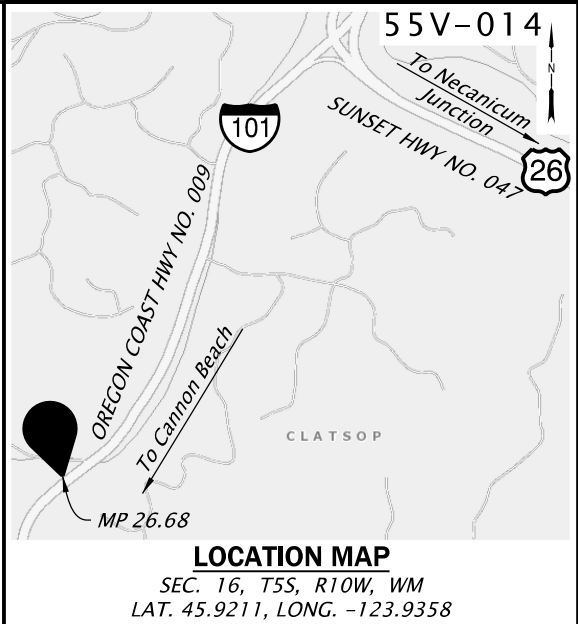 55V-014
N
To Necanicum
Junction
SUNSET HWY NO. 047
26
101
OREGON COAST HWY NO. 009
To Cannon Beach
CLATSOP
MP 26.68
LOCATION MAP
SEC. 16, T5S, R10W, WM
LAT. 45.9211, LONG. -123.9358